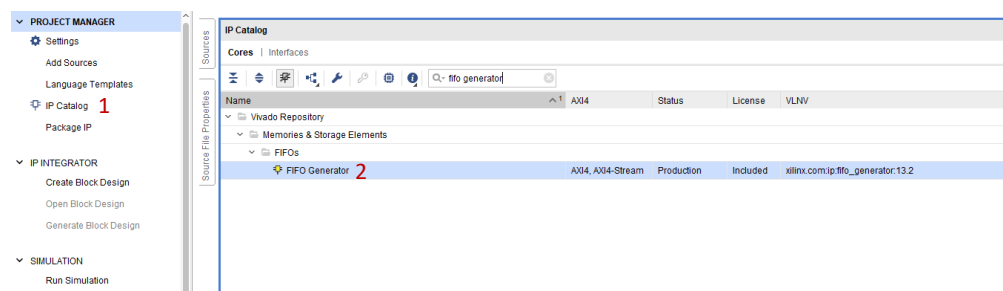 PROJECT MANAGER
Settings
Add Sources
Language Templates
IP Catalog 1
Package IP
IP INTEGRATOR
Create Block Design
Open Block Design
Generate Block Design
SIMULATION
Run Simulation
Sources
Source File Properties
IP Catalog
Cores | Interfaces
fifo generator
Name 1 AXI4 Status License VLNV
Vivado Repository
Memories & Storage Elements
FIFOs
FIFO Generator 2 AXI4, AXI4-Stream Production Included xilinx.com:ip:fifo_generator:13.2